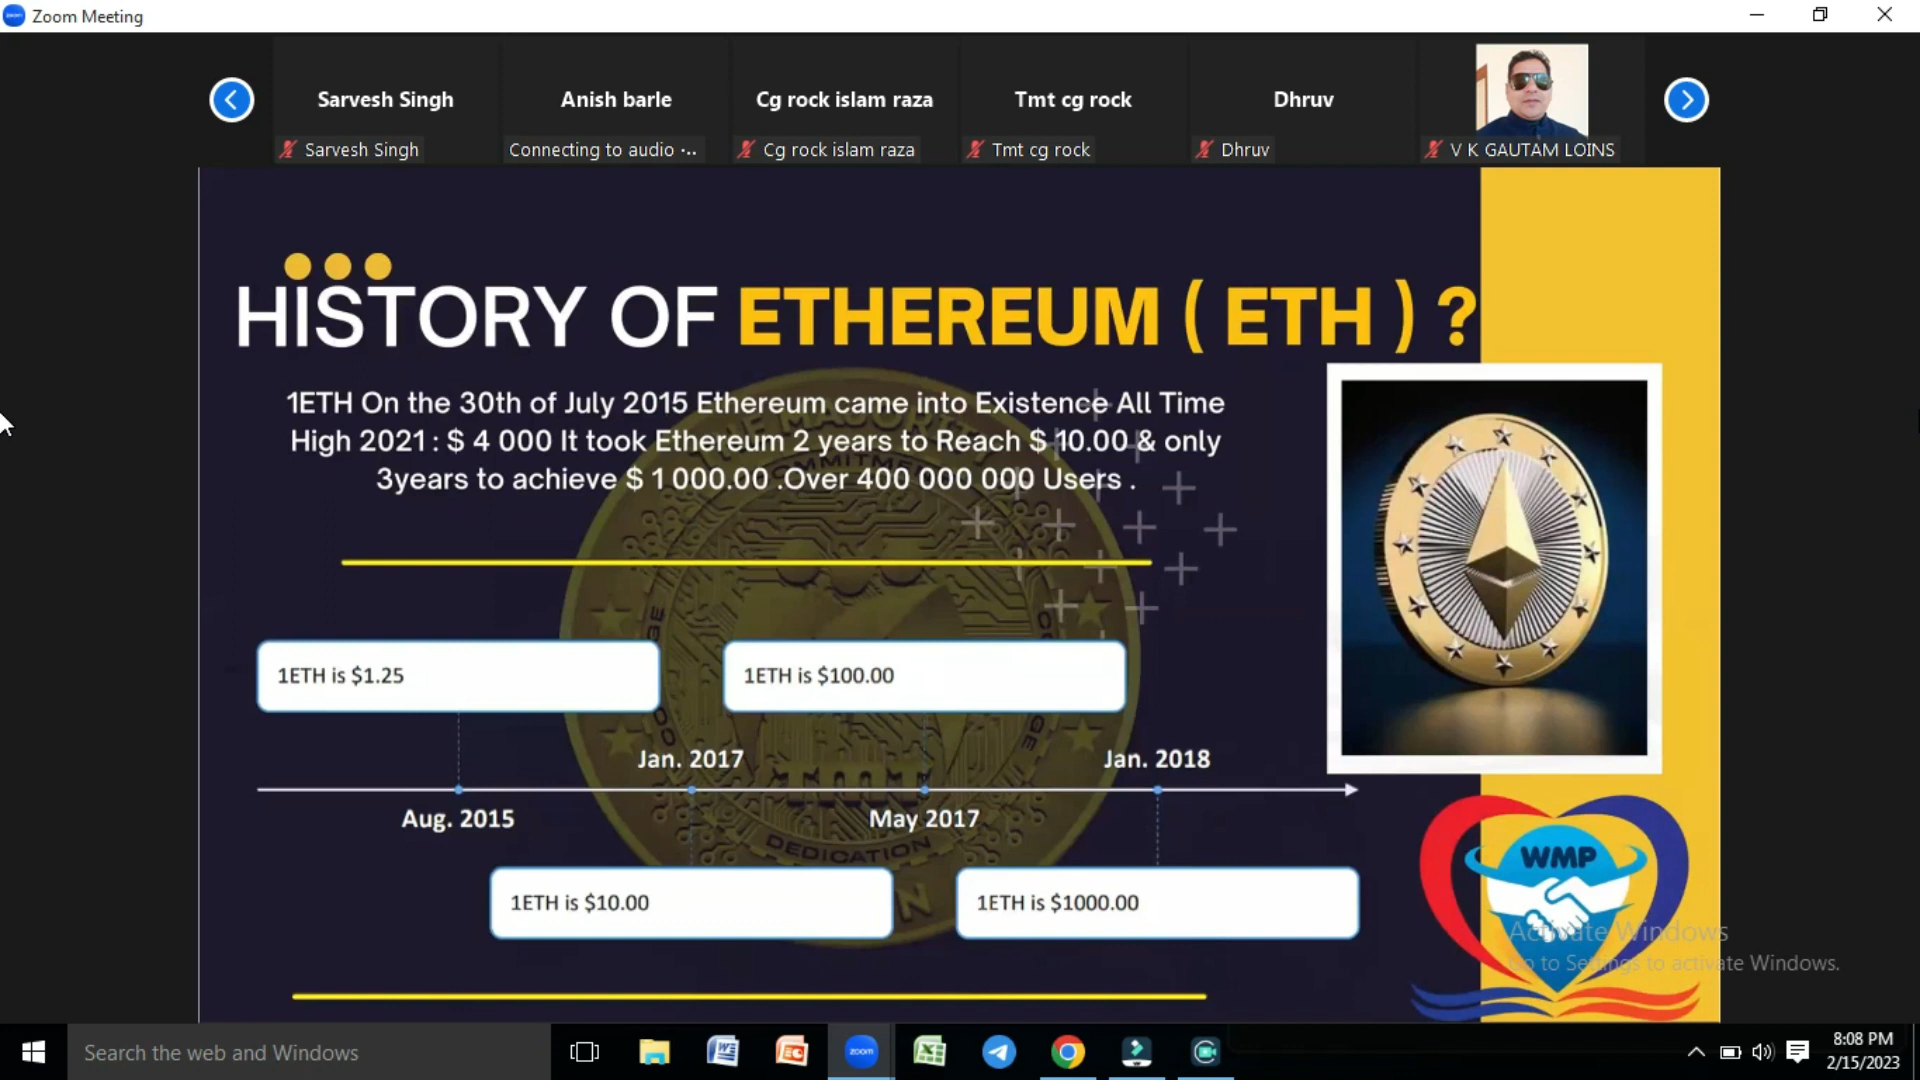 Zoom Meeting
Sarvesh Singh
Anish barle
Cg rock islam raza
Tmt cg rock
Dhruv
Sarvesh Singh
Connecting to audio ...
Cg rock islam raza
Tmt cg rock
Dhruv
V K GAUTAM LOINS
HISTORY OF ETHEREUM ( ETH ) ?
1ETH On the 30th of July 2015 Ethereum came into Existence All Time
High 2021 : $ 4 000 It took Ethereum 2 years to Reach $ 10.00 & only
3years to achieve $ 1 000.00 .Over 400 000 000 Users .
COMMITMENT
1ETH is $1.25
1ETH is $100.00
Jan. 2017
Jan. 2018
TMT
Aug. 2015
May 2017
DEDICATION
WMP
1ETH is $10.00
1ETH is $1000.00
Activate Windows
Go to Settings to activate Windows.
Search the web and Windows
zoom
8:08 PM
2/15/2023